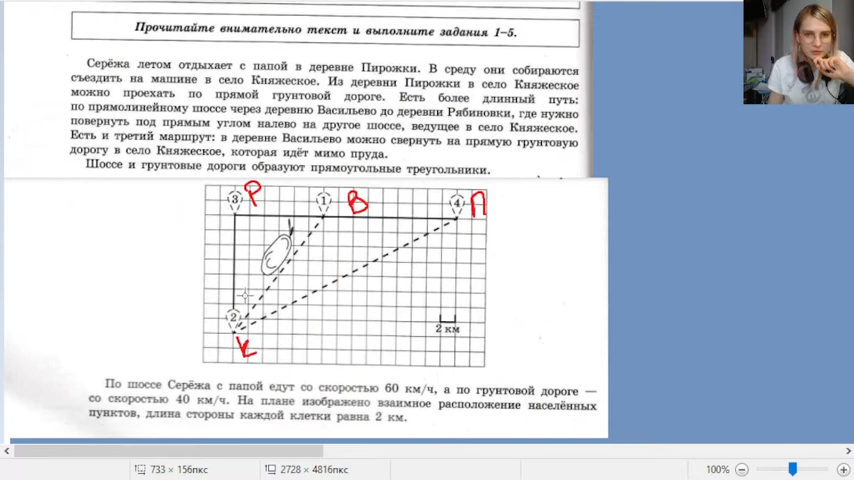 Прочитайте внимательно текст и выполните задания 1–5.
Серёжа летом отдыхает с папой в деревне Пирожки. В среду они собираются
съездить на машине в село Княжеское. Из деревни Пирожки в село Княжеское
можно проехать по прямой грунтовой дороге. Есть более длинный путь:
по прямолинейному шоссе через деревню Васильево до деревни Рябиновки, где нужно
повернуть под прямым углом налево на другое шоссе, ведущее в село Княжеское.
Есть и третий маршрут: в деревне Васильево можно свернуть на прямую грунтовую
дорогу в село Княжеское, которая идёт мимо пруда.
Шоссе и грунтовые дороги образуют прямоугольные треугольники.
3 Р 1 В 4 П
2
К
2 км
По шоссе Серёжа с папой едут со скоростью 60 км/ч, а по грунтовой дороге —
со скоростью 40 км/ч. На плане изображено взаимное расположение населённых
пунктов, длина стороны каждой клетки равна 2 км.
733 × 156пкс 2728 × 4816пкс 100%